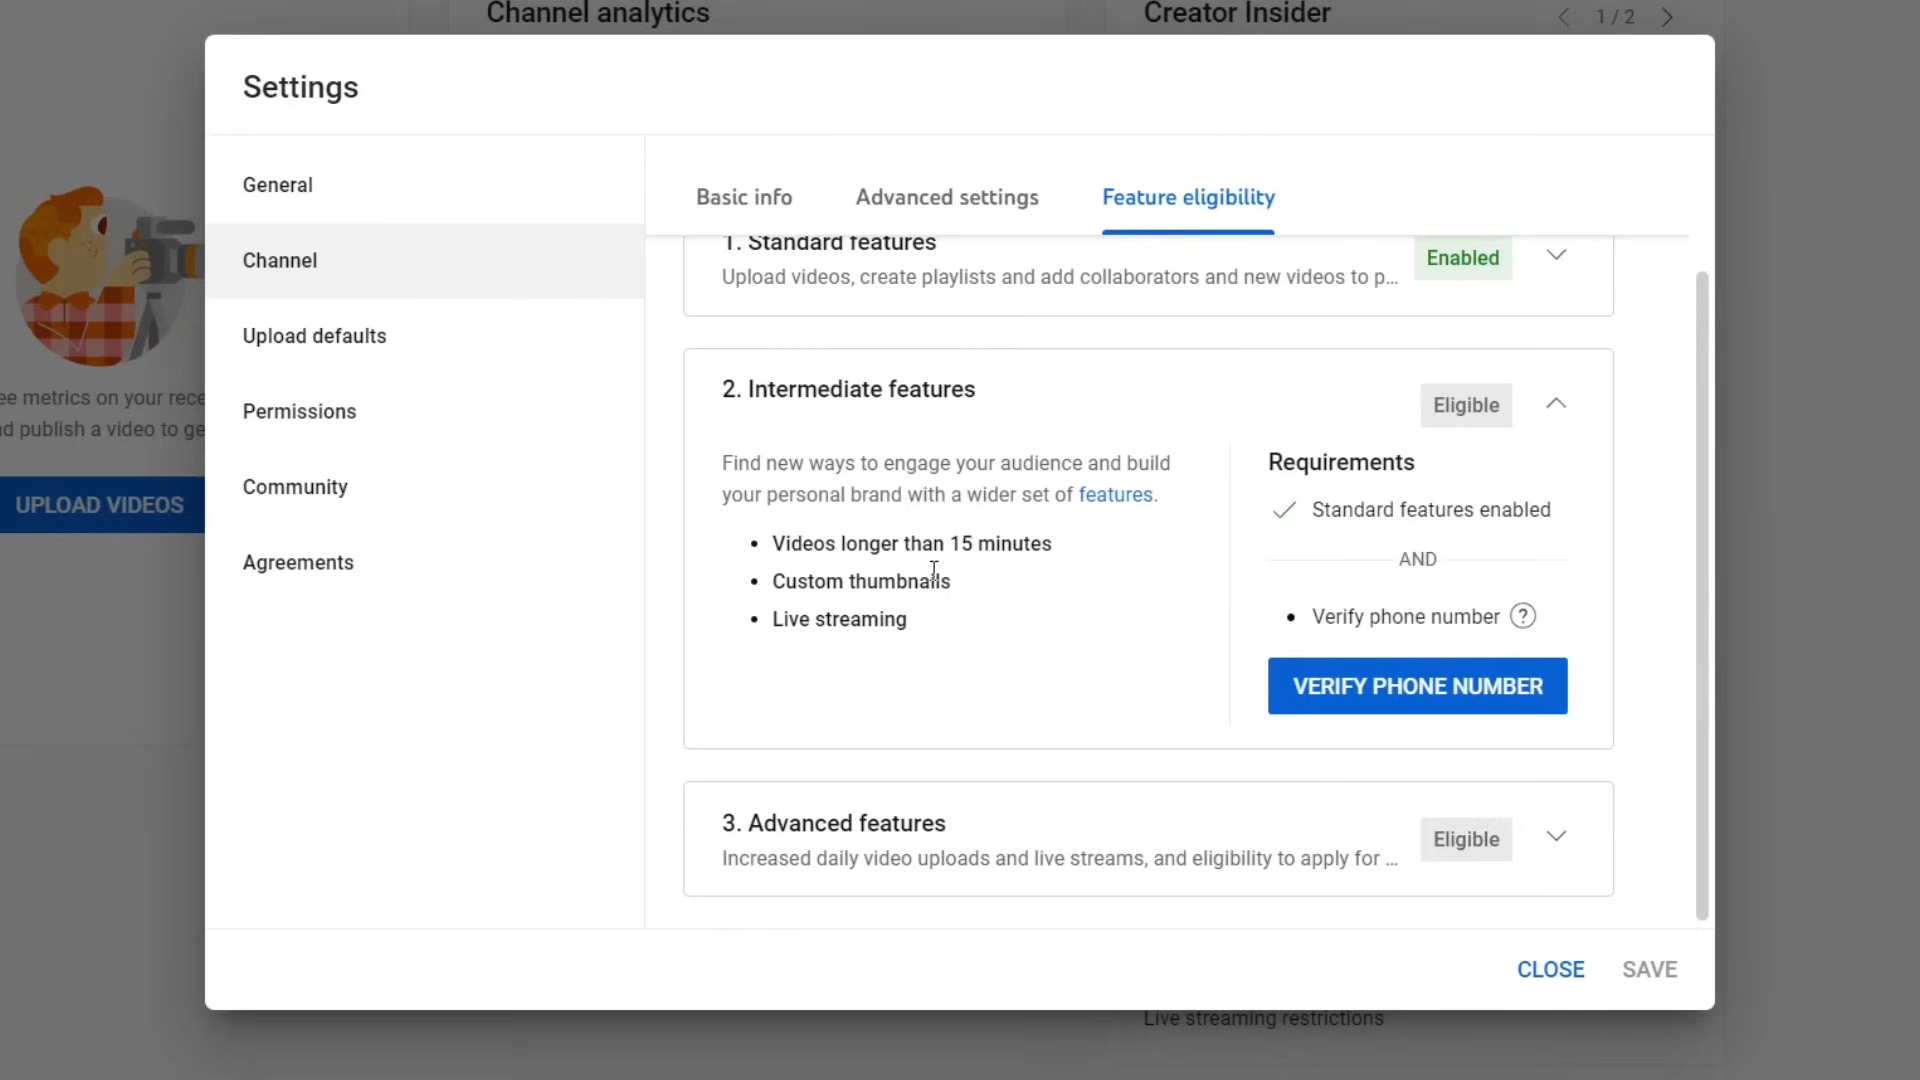 Channel analytics
Creator Insider
1 / 2
Settings
General
Channel
Upload defaults
Permissions
Community
Agreements
Basic info
Advanced settings
Feature eligibility
1. Standard features
Upload videos, create playlists and add collaborators and new videos to p...
Enabled
2. Intermediate features
Eligible
Find new ways to engage your audience and build
your personal brand with a wider set of features.
• Videos longer than 15 minutes
• Custom thumbnails
• Live streaming
Requirements
Standard features enabled
AND
• Verify phone number ?
VERIFY PHONE NUMBER
3. Advanced features
Increased daily video uploads and live streams, and eligibility to apply for ...
Eligible
CLOSE
SAVE
ee metrics on your rece
nd publish a video to ge
UPLOAD VIDEOS
Live streaming restrictions